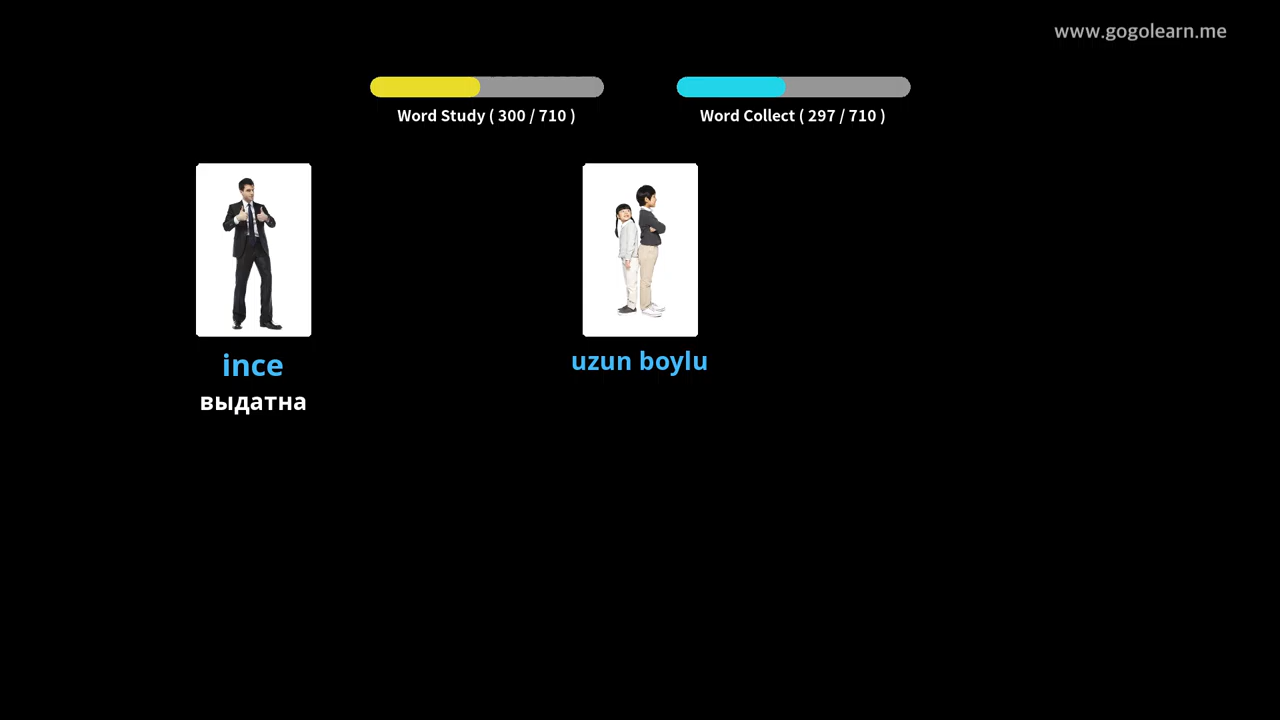 www.gogolearn.me
Word Study ( 300 / 710 )
Word Collect ( 297 / 710 )
ince
выдатна
uzun boylu